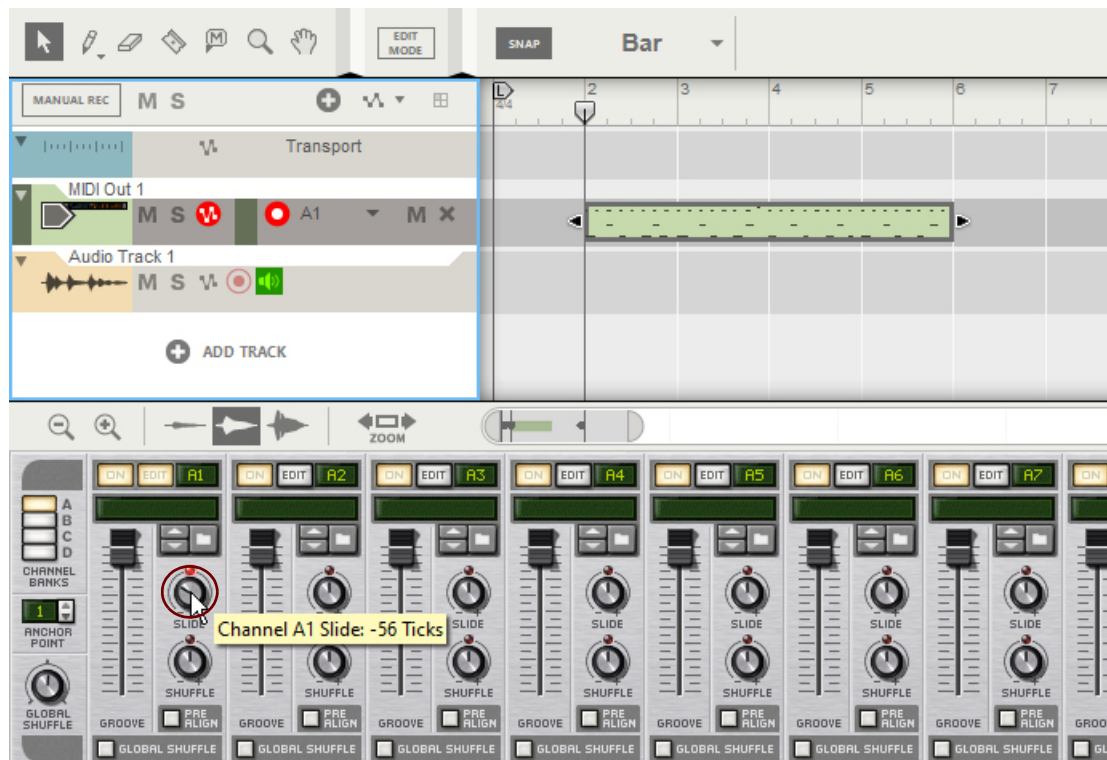 EDIT MODE SNAP Bar
MANUAL REC M S L 2 3 4 5 6 7
4/4
Transport
MIDI Out 1
M S A1 M
Audio Track 1
M S
ADD TRACK
ZOOM
ON EDIT A1 ON EDIT A2 ON EDIT A3 ON EDIT A4 ON EDIT A5 ON EDIT A6 ON EDIT A7 ON
A
B
C
D
CHANNEL BANKS
1
ANCHOR POINT
SLIDE SLIDE SLIDE SLIDE SLIDE SLIDE
Channel A1 Slide: -56 Ticks
SHUFFLE SHUFFLE SHUFFLE SHUFFLE SHUFFLE SHUFFLE SHUFFLE
GLOBAL SHUFFLE
GROOVE PRE ALIGN GROOVE PRE ALIGN GROOVE PRE ALIGN GROOVE PRE ALIGN GROOVE PRE ALIGN GROOVE PRE ALIGN GROOVE PRE ALIGN GROO
GLOBAL SHUFFLE GLOBAL SHUFFLE GLOBAL SHUFFLE GLOBAL SHUFFLE GLOBAL SHUFFLE GLOBAL SHUFFLE GLOBAL SHUFFLE GL